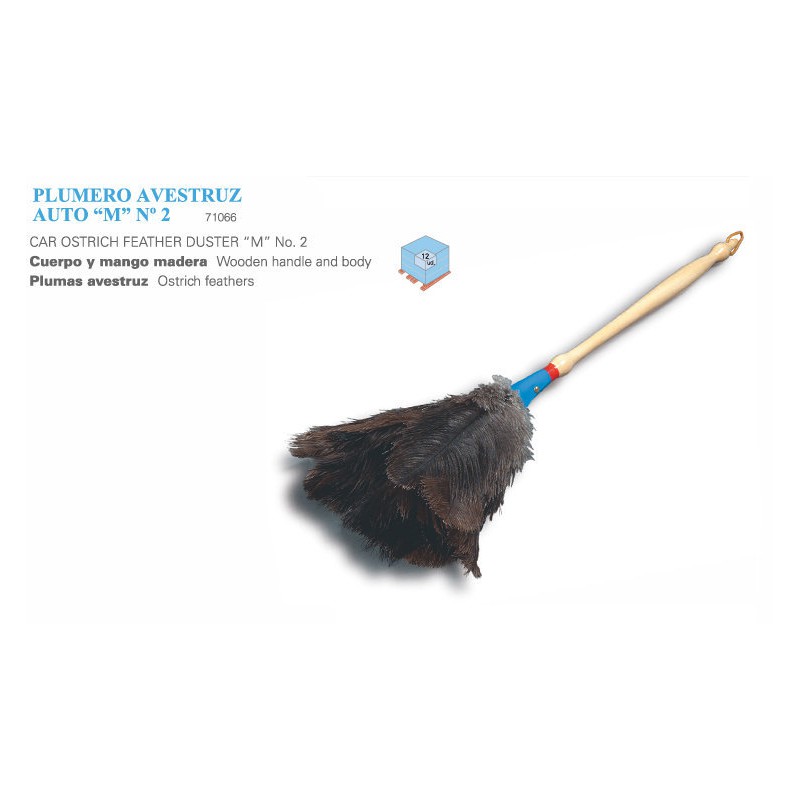 PLUMERO AVESTRUZ
AUTO “M” Nº 2 71066
CAR OSTRICH FEATHER DUSTER “M” No. 2
Cuerpo y mango madera Wooden handle and body
Plumas avestruz Ostrich feathers
12
ud.